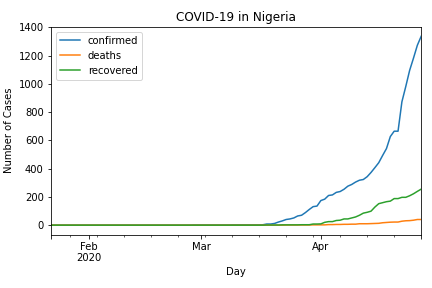 COVID-19 in Nigeria
1400
1200
1000
800
600
400
200
0
Number of Cases
confirmed
deaths
recovered
Feb
2020
Mar
Apr
Day